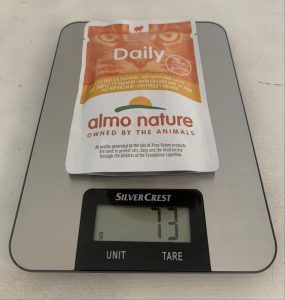 Daily
almo nature
OWNED BY THE ANIMALS
All profits generated by the sale of Almo Nature products
are used to protect cats, dogs and the biodiversity
through the projects of the Fondazione Capellino
SILVERCREST
g 73
UNIT TARE